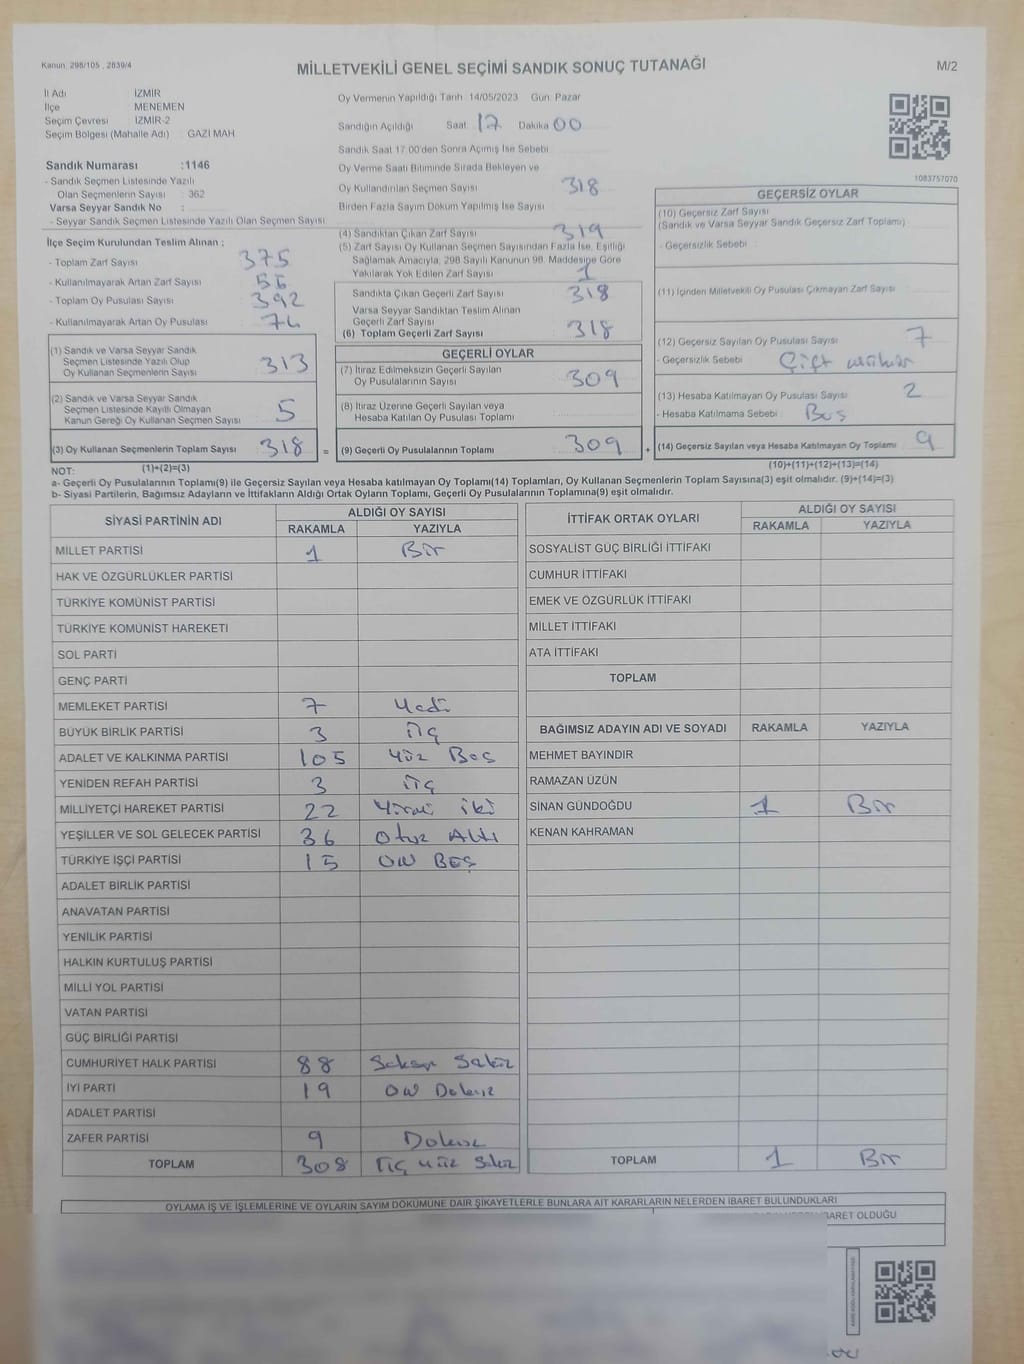 Kanun: 298/105 , 2839/4
MİLLETVEKİLİ GENEL SEÇİMİ SANDIK SONUÇ TUTANAĞI
M/2
İl Adı İZMİR
İlçe : MENEMEN
Seçim Çevresi : İZMİR-2
Seçim Bölgesi (Mahalle Adı) : GAZİ MAH
Oy Vermenin Yapıldığı Tarih :14/05/2023 Gün: Pazar
Sandığın Açıldığı Saat 17 Dakika 00
Sandık Saat 17:00'den Sonra Açımış İse Sebebi
Oy Verme Saati Bitiminde Sırada Bekleyen ve
Oy Kullandırılan Seçmen Sayısı 318
Birden Fazla Sayım Döküm Yapılmış İse Sayısı
1083757070
Sandık Numarası :1146
- Sandık Seçmen Listesinde Yazılı
Olan Seçmenlerin Sayısı : 362
Varsa Seyyar Sandık No :
- Seyyar Sandık Seçmen Listesinde Yazılı Olan Seçmen Sayısı:
İlçe Seçim Kurulundan Teslim Alınan :
- Toplam Zarf Sayısı 375
- Kullanılmayarak Artan Zarf Sayısı 56
- Toplam Oy Pusulası Sayısı 392
- Kullanılmayarak Artan Oy Pusulası 74
(1) Sandık ve Varsa Seyyar Sandık
Seçmen Listesinde Yazılı Olup
Oy Kullanan Seçmenlerin Sayısı 313
(2) Sandık ve Varsa Seyyar Sandık
Seçmen Listesinde Kayıtlı Olmayan
Kanun Gereği Oy Kullanan Seçmen Sayısı 5
(3) Oy Kullanan Seçmenlerin Toplam Sayısı 318
(4) Sandıktan Çıkan Zarf Sayısı 319
(5) Zarf Sayısı Oy Kullanan Seçmen Sayısından Fazla İse, Eşitliği
Sağlamak Amacıyla, 298 Sayılı Kanunun 98. Maddesine Göre
Yakılarak Yok Edilen Zarf Sayısı 1
Sandıkta Çıkan Geçerli Zarf Sayısı 318
Varsa Seyyar Sandıktan Teslim Alınan
Geçerli Zarf Sayısı
(6) Toplam Geçerli Zarf Sayısı 318
GEÇERLİ OYLAR
(7) İtiraz Edilmeksizin Geçerli Sayılan
Oy Pusulalarının Sayısı 309
(8) İtiraz Üzerine Geçerli Sayılan veya
Hesaba Katılan Oy Pusulaları Toplamı
= (9) Geçerli Oy Pusulalarının Toplamı 309
GEÇERSİZ OYLAR
(10) Geçersiz Zarf Sayısı
(Sandık ve Varsa Seyyar Sandık Geçersiz Zarf Toplamı)
- Geçersizlik Sebebi :
(11) İçinden Milletvekili Oy Pusulası Çıkmayan Zarf Sayısı
(12) Geçersiz Sayılan Oy Pusulası Sayısı 7
- Geçersizlik Sebebi Çift mühür
(13) Hesaba Katılmayan Oy Pusulası Sayısı 2
- Hesaba Katılmama Sebebi : Boş
+ (14) Geçersiz Sayılan veya Hesaba Katılmayan Oy Toplamı 9
NOT: (1)+(2)=(3)
(10)+(11)+(12)+(13)=(14)
a- Geçerli Oy Pusulalarının Toplamı(9) ile Geçersiz Sayılan veya Hesaba katılmayan Oy Toplamı(14) Toplamları, Oy Kullanan Seçmenlerin Toplam Sayısına(3) eşit olmalıdır. (9)+(14)=(3)
b- Siyasi Partilerin, Bağımsız Adayların ve İttifakların Aldığı Ortak Oyların Toplamı, Geçerli Oy Pusulalarının Toplamına(9) eşit olmalıdır.
SİYASİ PARTİNİN ADI ALDIĞI OY SAYISI
RAKAMLA YAZIYLA
MİLLET PARTİSİ 1 Bir
HAK VE ÖZGÜRLÜKLER PARTİSİ
TÜRKİYE KOMÜNİST PARTİSİ
TÜRKİYE KOMÜNİST HAREKETİ
SOL PARTİ
GENÇ PARTİ
MEMLEKET PARTİSİ 7 Yedi
BÜYÜK BİRLİK PARTİSİ 3 Üç
ADALET VE KALKINMA PARTİSİ 105 Yüz Beş
YENİDEN REFAH PARTİSİ 3 Üç
MİLLİYETÇİ HAREKET PARTİSİ 22 Yirmi iki
YEŞİLLER VE SOL GELECEK PARTİSİ 36 Otuz Altı
TÜRKİYE İŞÇİ PARTİSİ 15 ON BEŞ
ADALET BİRLİK PARTİSİ
ANAVATAN PARTİSİ
YENİLİK PARTİSİ
HALKIN KURTULUŞ PARTİSİ
MİLLİ YOL PARTİSİ
VATAN PARTİSİ
GÜÇ BİRLİĞİ PARTİSİ
CUMHURİYET HALK PARTİSİ 88 Seksen Sekiz
İYİ PARTİ 19 ON Dokuz
ADALET PARTİSİ
ZAFER PARTİSİ 9 Dokuz
TOPLAM 308 Üç yüz Sekiz
İTTİFAK ORTAK OYLARI ALDIĞI OY SAYISI
RAKAMLA YAZIYLA
SOSYALİST GÜÇ BİRLİĞİ İTTİFAKI
CUMHUR İTTİFAKI
EMEK VE ÖZGÜRLÜK İTTİFAKI
MİLLET İTTİFAKI
ATA İTTİFAKI
TOPLAM
BAĞIMSIZ ADAYIN ADI VE SOYADI RAKAMLA YAZIYLA
MEHMET BAYINDIR
RAMAZAN ÜZÜN
SİNAN GÜNDOĞDU 1 Bir
KENAN KAHRAMAN
TOPLAM 1 Bir
OYLAMA İŞ VE İŞLEMLERİNE VE OYLARIN SAYIM DÖKÜMÜNE DAİR ŞİKAYETLERLE BUNLARA AİT KARARLARIN NELERDEN İBARET BULUNDUKLARI
İBARET OLDUĞU